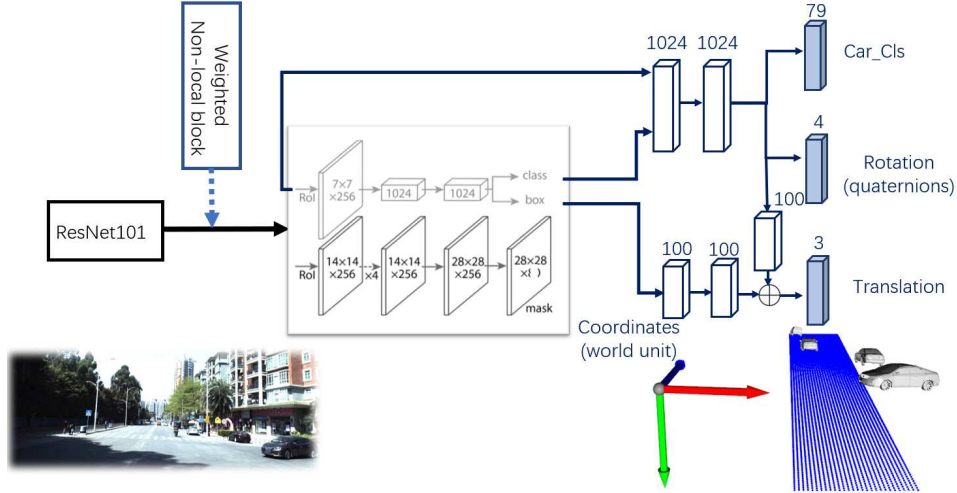 Weighted
Non-local block
ResNet101
RoI
7×7
×256
1024
1024
class
box
RoI
14×14
×256
×4
14×14
×256
28×28
×256
28×28
mask
1024
1024
79
Car_Cls
4
Rotation
(quaternions)
100
100
100
3
Translation
Coordinates
(world unit)